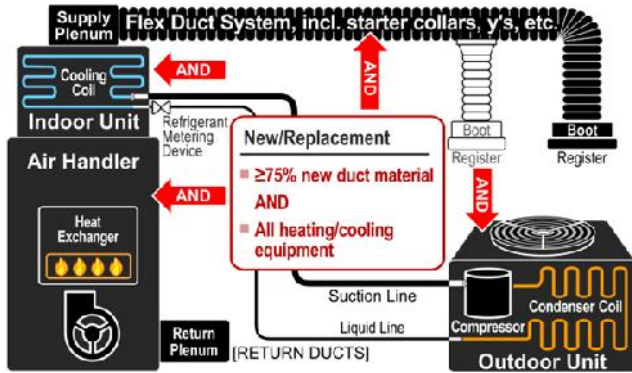 Supply
Plenum
Flex Duct System, incl. starter collars, y's, etc.
AND
Cooling
Coil
Indoor Unit
Refrigerant
Metering
Device
AND
Boot
Register
Boot
Register
Air Handler
AND
New/Replacement
≥75% new duct material
AND
All heating/cooling
equipment
AND
Heat
Exchanger
Suction Line
Liquid Line
Compressor
Condenser Coil
Outdoor Unit
Return
Plenum
[RETURN DUCTS]